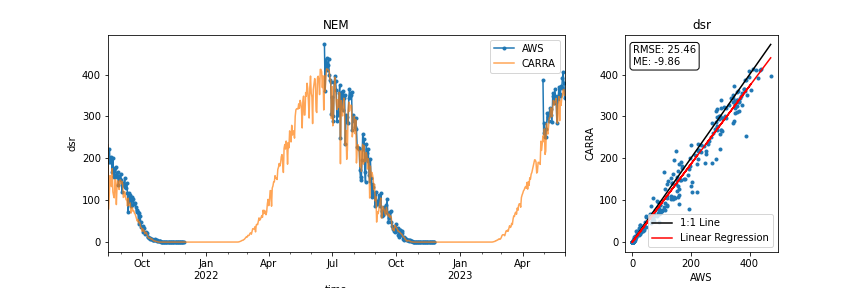 NEM
dsr
400
300
200
100
0
Oct
Jan
2022
Apr
Jul
Oct
Jan
2023
Apr
time
dsr
AWS
CARRA
dsr
RMSE: 25.46
ME: -9.86
400
300
200
100
0
CARRA
0
200
400
AWS
1:1 Line
Linear Regression